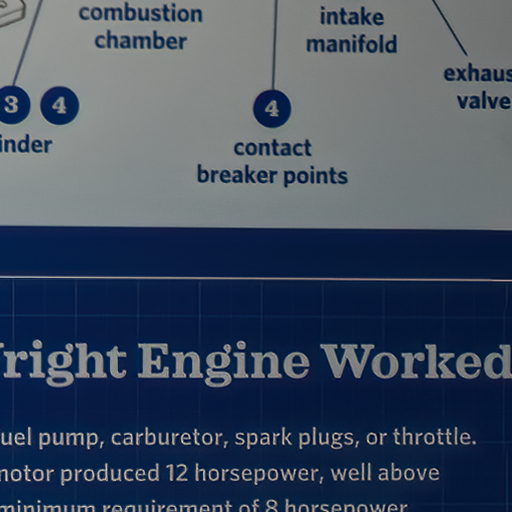 combustion
chamber
intake
manifold
exhaus
valve
3 4
inder
4
contact
breaker points
right Engine Worked
uel pump, carburetor, spark plugs, or throttle.
motor produced 12 horsepower, well above
minimum requirement of 8 horsepower